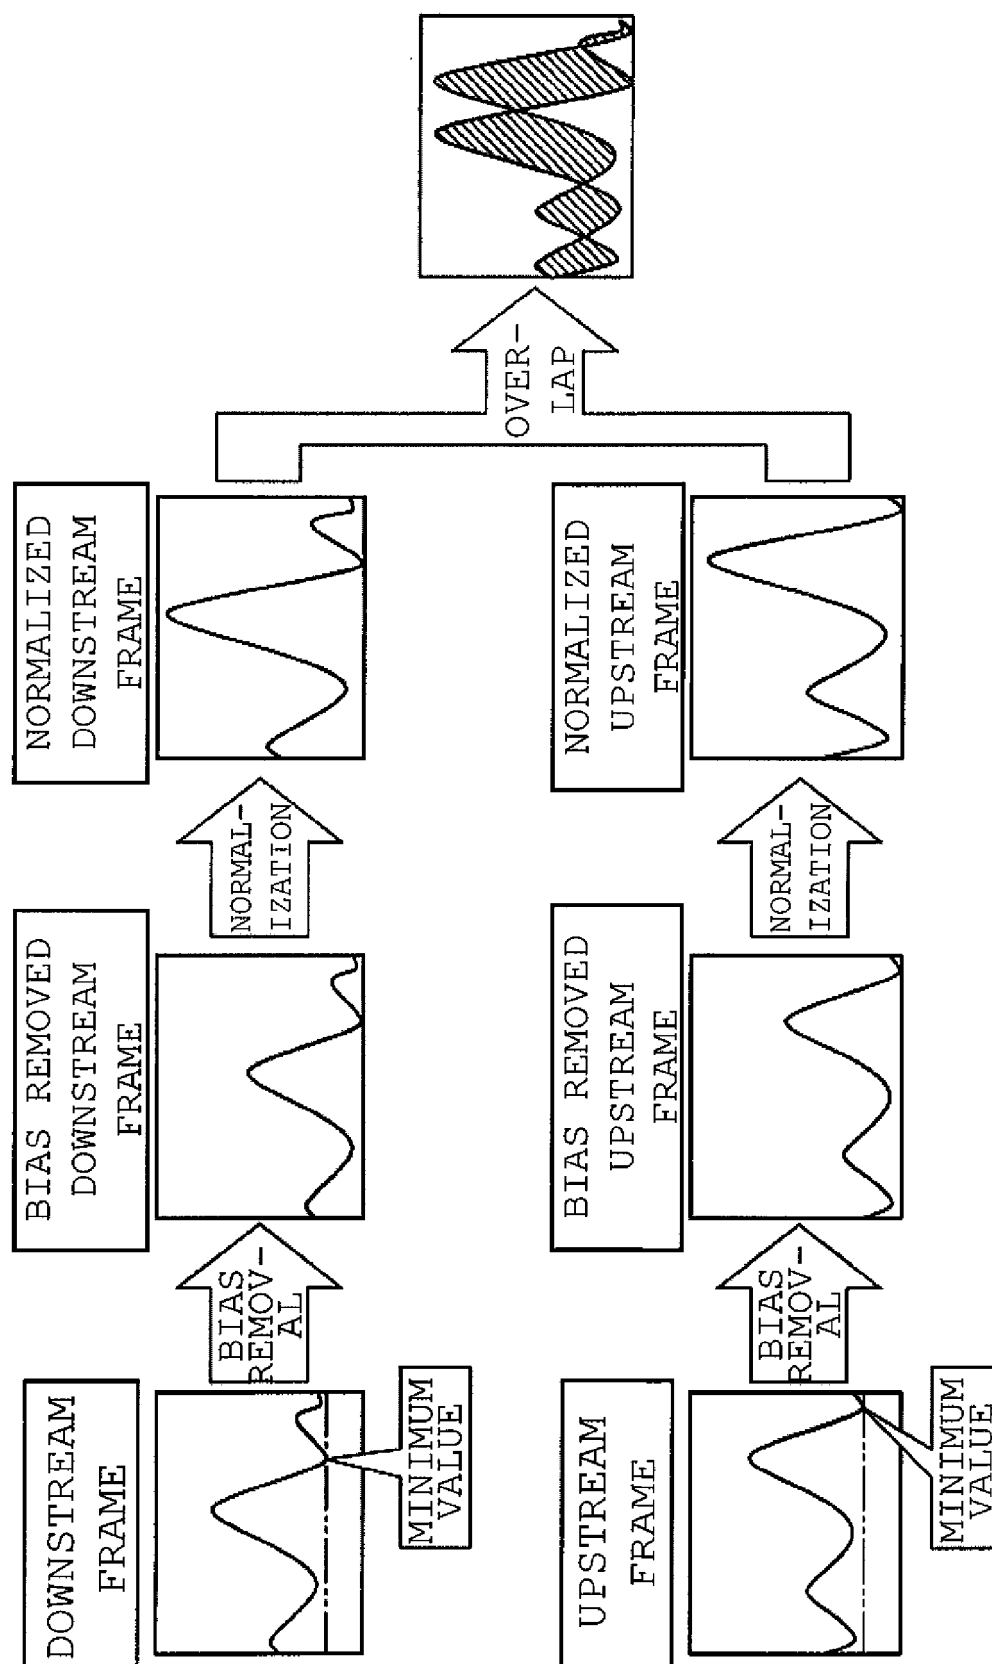 DOWNSTREAM
FRAME
MINIMUM
VALUE
BIAS
REMOV-
AL
BIAS REMOVED
DOWNSTREAM
FRAME
NORMAL-
IZATION
NORMALIZED
DOWNSTREAM
FRAME
UPSTREAM
FRAME
MINIMUM
VALUE
BIAS
REMOV-
AL
BIAS REMOVED
UPSTREAM
FRAME
NORMAL-
IZATION
NORMALIZED
UPSTREAM
FRAME
OVER-
LAP